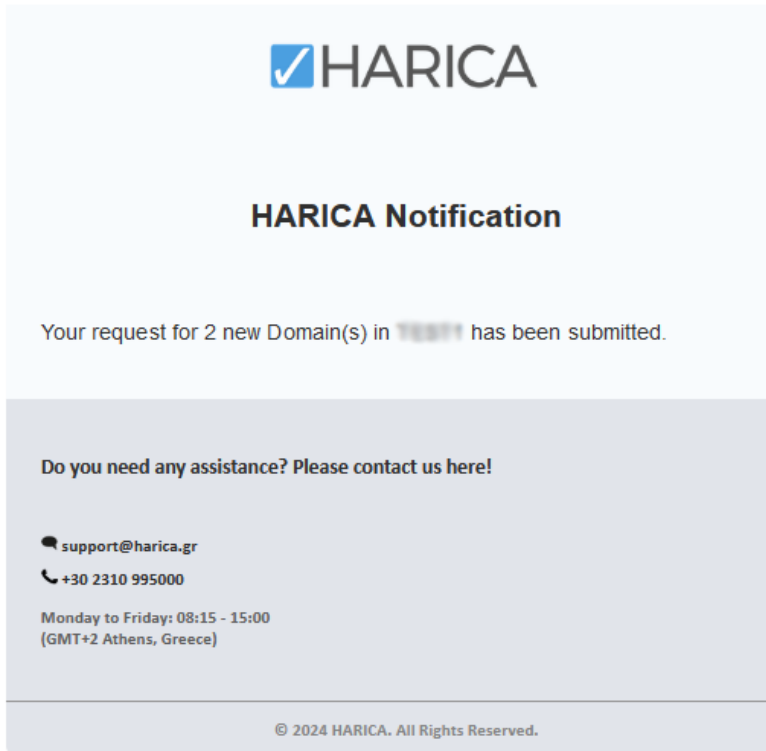 HARICA
HARICA Notification
Your request for 2 new Domain(s) in has been submitted.
Do you need any assistance? Please contact us here!
support@harica.gr
+30 2310 995000
Monday to Friday: 08:15 - 15:00
(GMT+2 Athens, Greece)
© 2024 HARICA. All Rights Reserved.